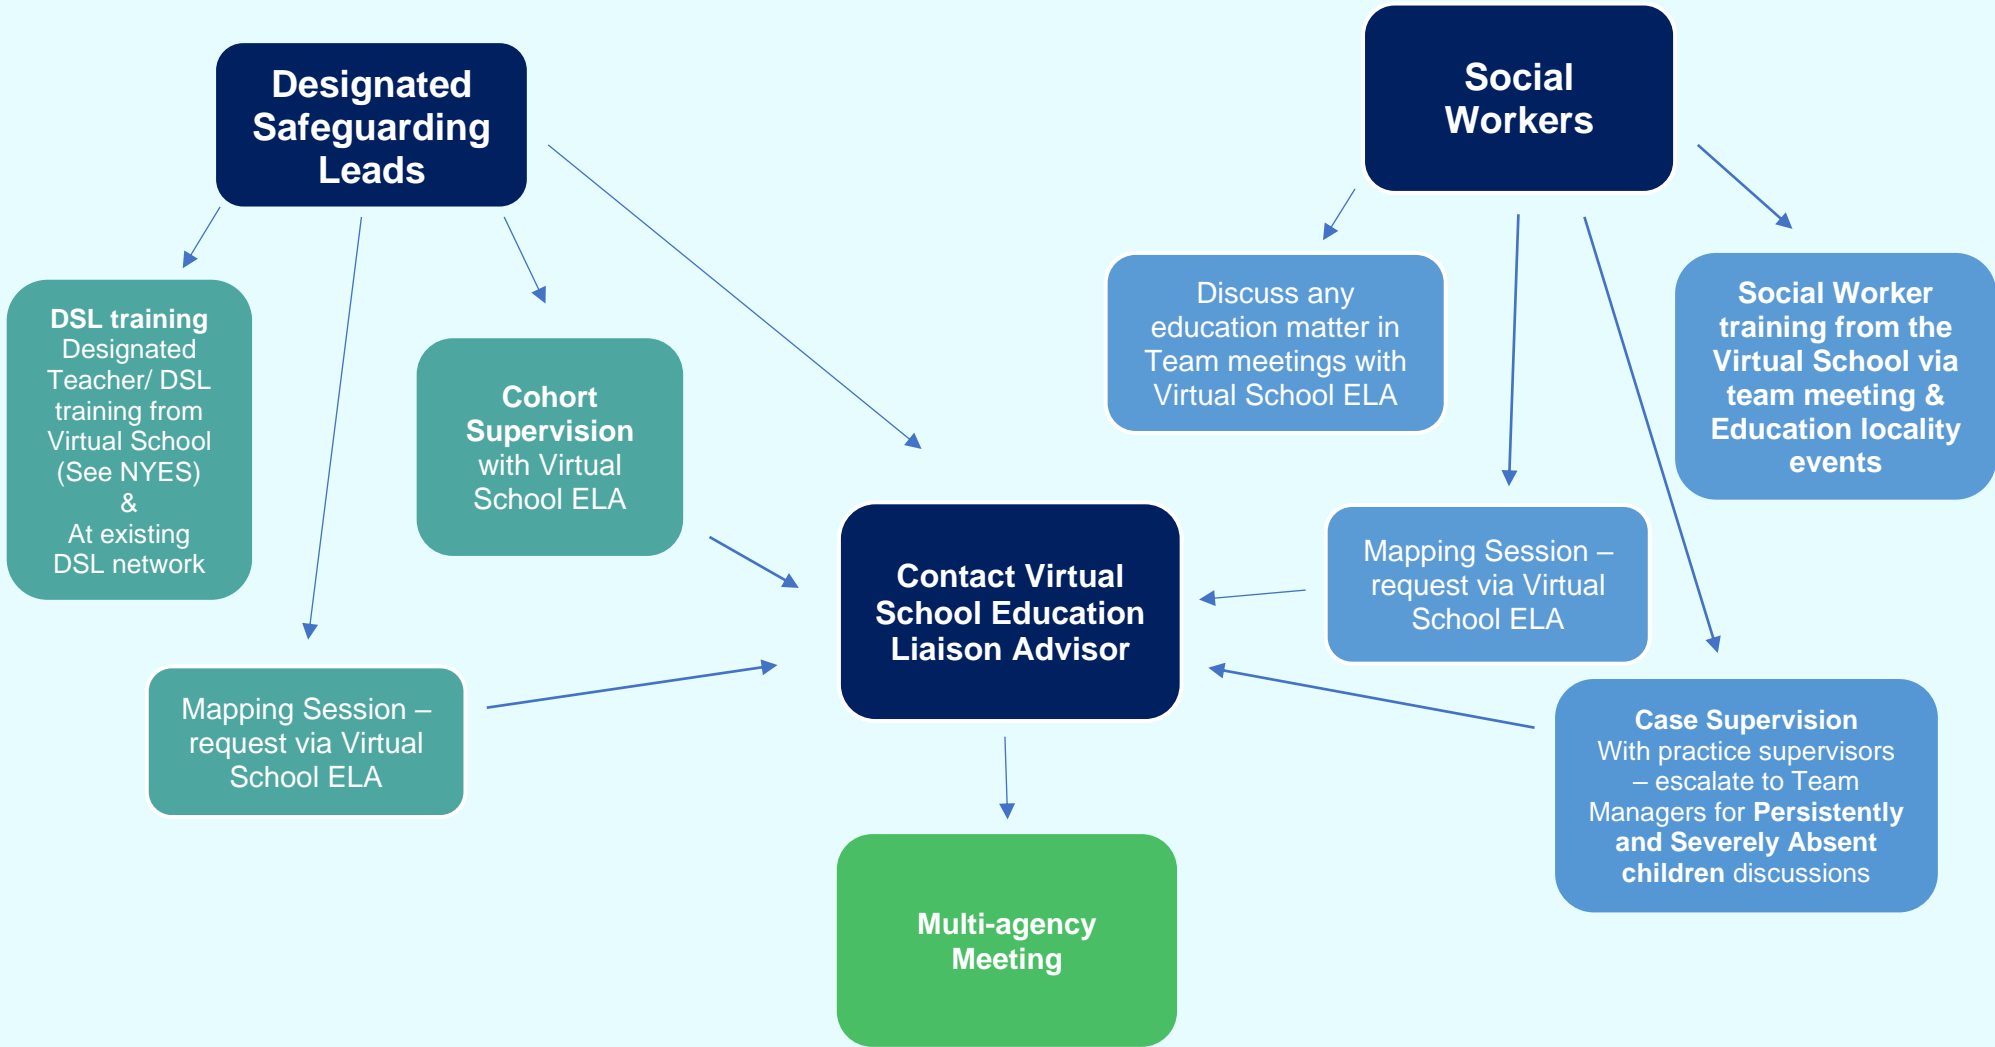 Designated
Safeguarding
Leads
Social
Workers
DSL training
Designated
Teacher/ DSL
training from
Virtual School
(See NYES)
&
At existing
DSL network
Cohort
Supervision
with Virtual
School ELA
Discuss any
education matter in
Team meetings with
Virtual School ELA
Social Worker
training from the
Virtual School via
team meeting &
Education locality
events
Contact Virtual
School Education
Liaison Advisor
Mapping Session –
request via Virtual
School ELA
Mapping Session –
request via Virtual
School ELA
Case Supervision
With practice supervisors
– escalate to Team
Managers for Persistently
and Severely Absent
children discussions
Multi-agency
Meeting